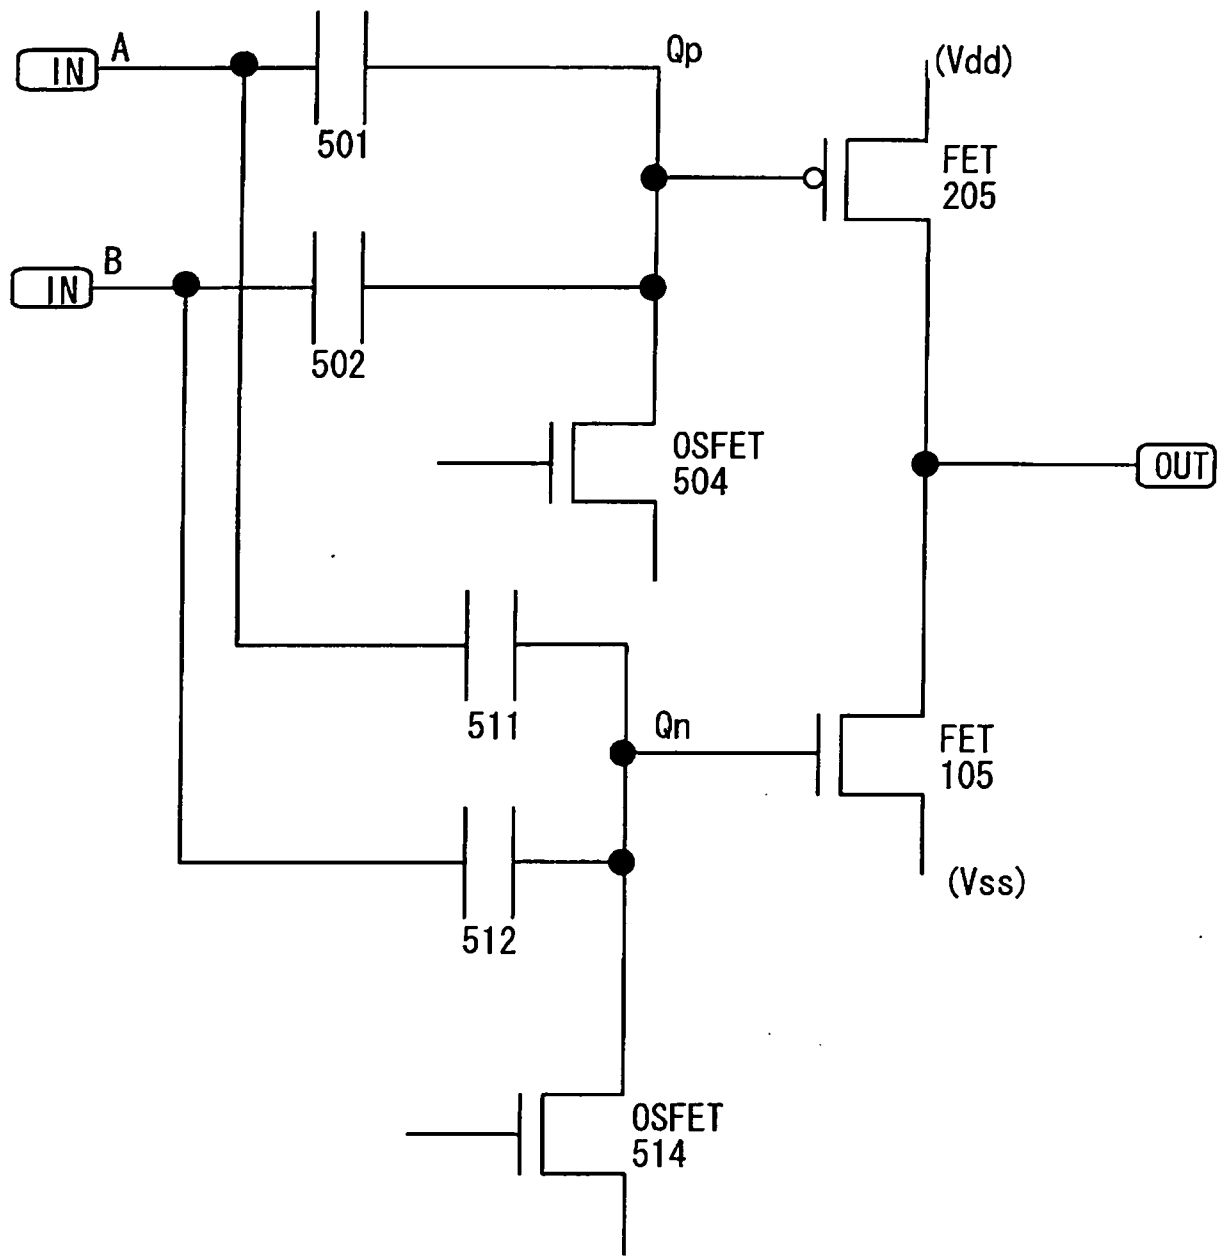 IN
A
Qp
(Vdd)
501
FET
205
IN
B
502
OSFET
504
OUT
511
Qn
FET
105
512
(Vss)
OSFET
514